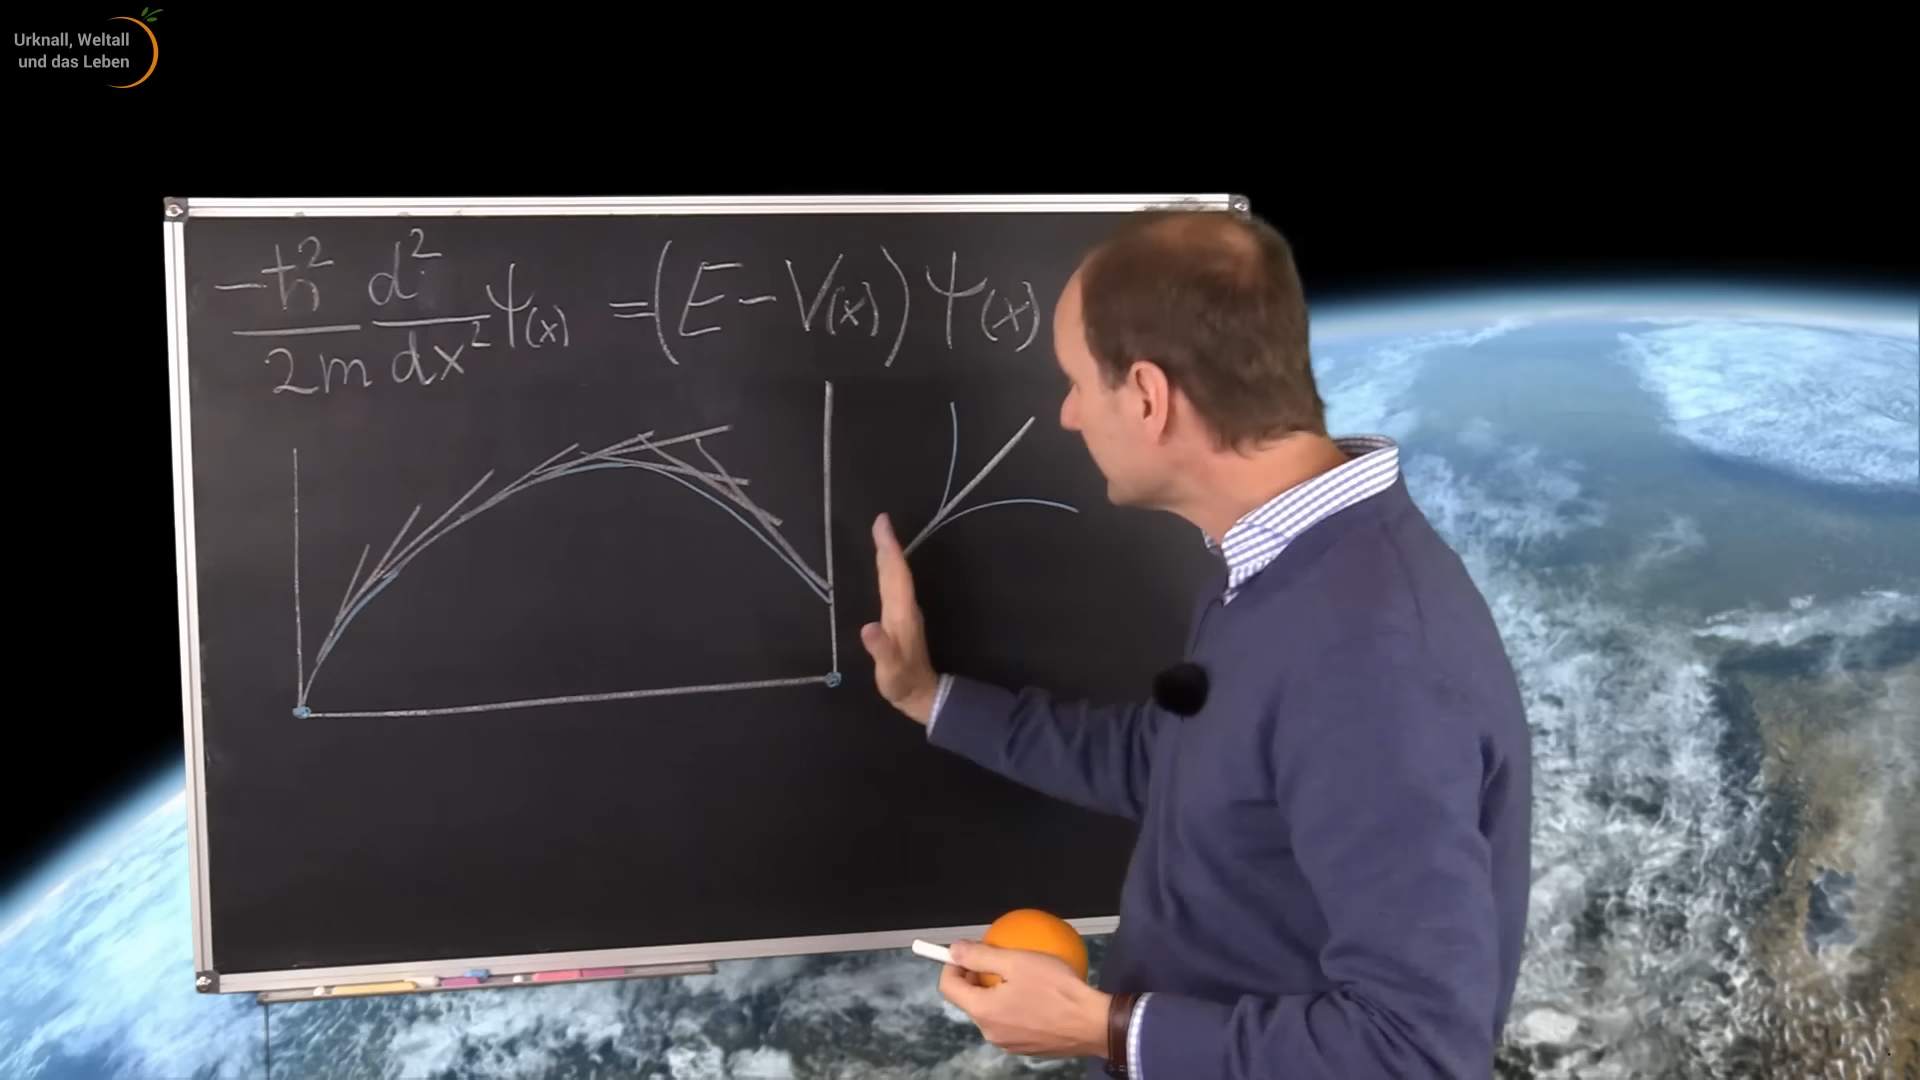 Urknall, Weltall
und das Leben
-ħ²/2m d²/dx² ψ(x) = (E - V(x)) ψ(x)